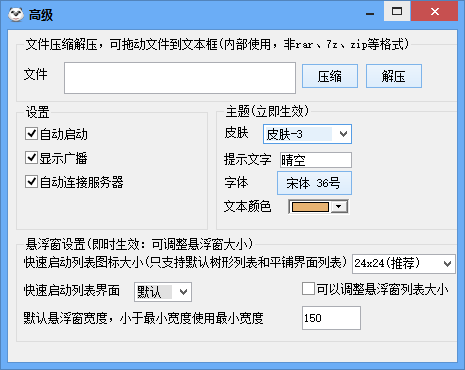 高级
文件压缩解压，可拖动文件到文本框(内部使用，非rar、7z、zip等格式)
文件
压缩
解压
设置
自动启动
显示广播
自动连接服务器
主题(立即生效)
皮肤
皮肤-3
提示文字
晴空
字体
宋体 36号
文本颜色
悬浮窗设置(即时生效: 可调整悬浮窗大小)
快速启动列表图标大小(只支持默认树形列表和平铺界面列表)
24x24(推荐)
快速启动列表界面
默认
可以调整悬浮窗列表大小
默认悬浮窗宽度，小于最小宽度使用最小宽度
150